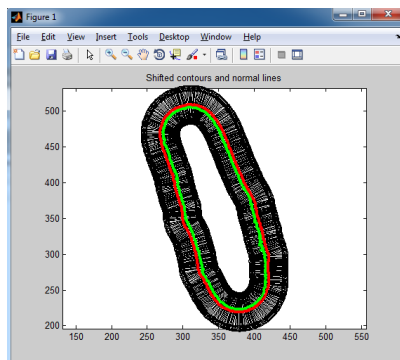 Figure 1
File Edit View Insert Tools Desktop Window Help
Shifted contours and normal lines
500
450
400
350
300
250
200
150 200 250 300 350 400 450 500 550